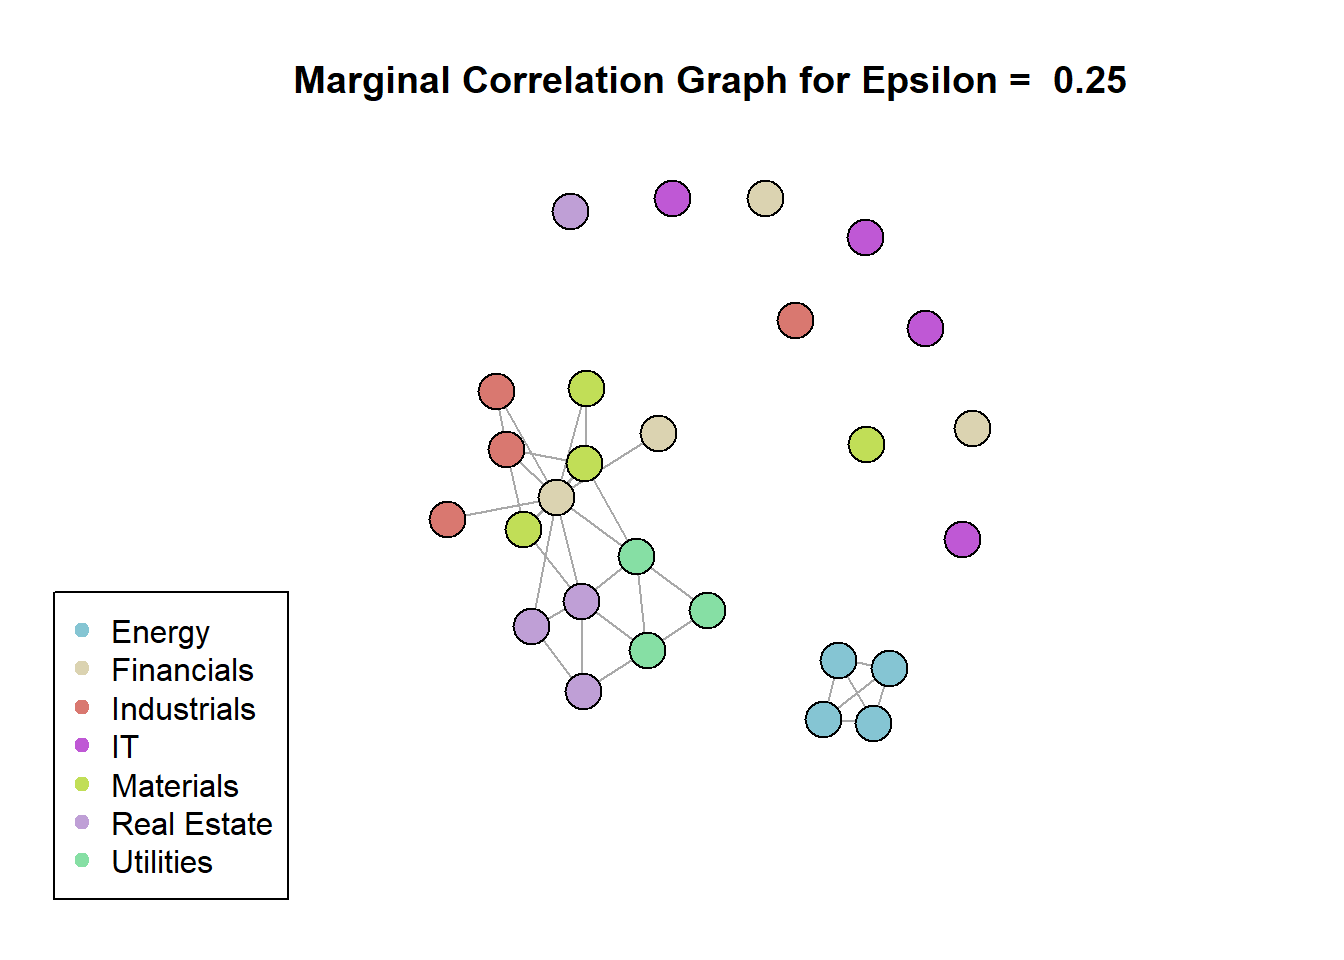 Marginal Correlation Graph for Epsilon =  0.25
Energy
Financials
Industrials
IT
Materials
Real Estate
Utilities